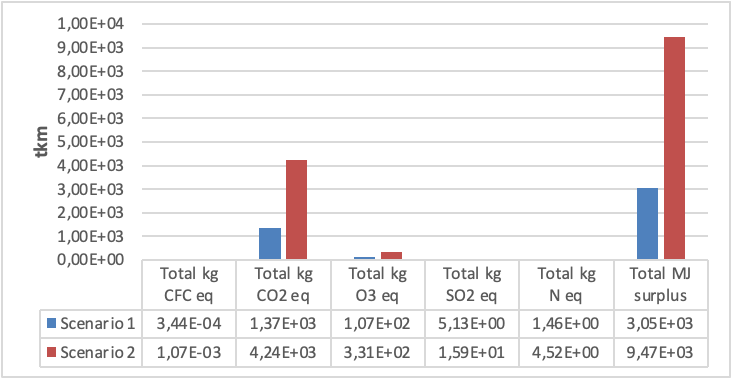 1,00E+04
9,00E+03
8,00E+03
7,00E+03
6,00E+03
5,00E+03
4,00E+03
3,00E+03
2,00E+03
1,00E+03
0,00E+00
tkm
Total kg CFC eq
Total kg CO2 eq
Total kg O3 eq
Total kg SO2 eq
Total kg N eq
Total MJ surplus
Scenario 1 3,44E-04 1,37E+03 1,07E+02 5,13E+00 1,46E+00 3,05E+03
Scenario 2 1,07E-03 4,24E+03 3,31E+02 1,59E+01 4,52E+00 9,47E+03